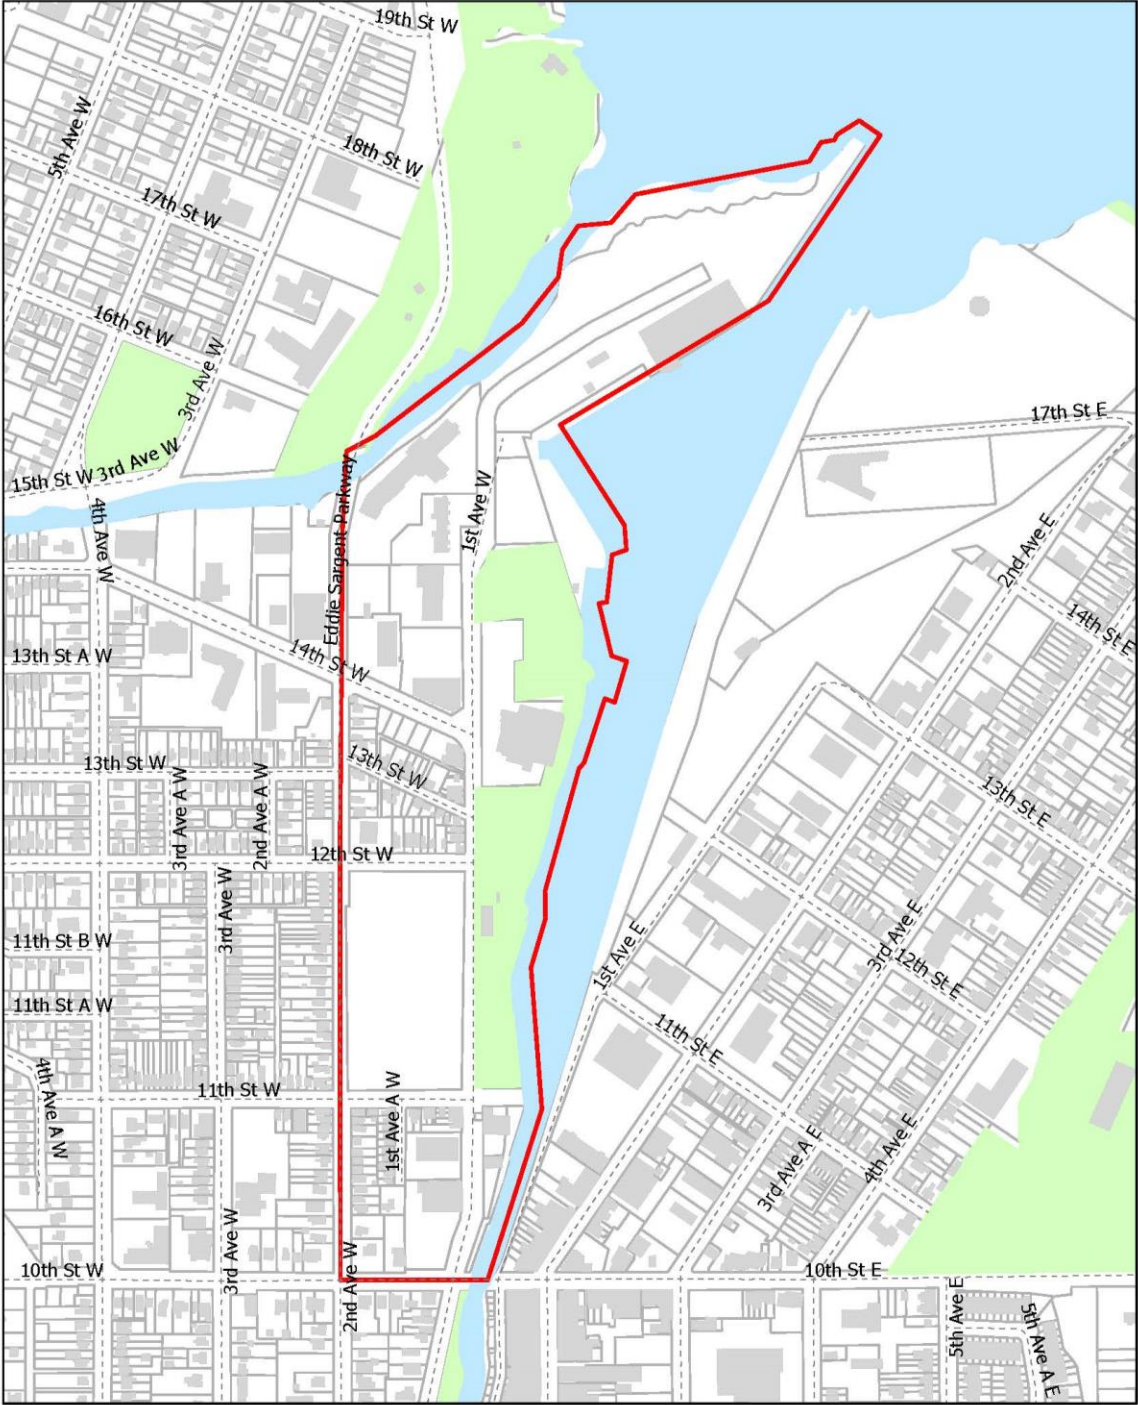 19th St W
5th Ave W
18th St W
17th St W
16th St W
3rd Ave W
17th St E
3rd Ave W
15th St W
1st Ave W
4th Ave W
Eddie Sargent Parkway
2nd Ave E
14th St E
13th St A W
14th St W
13th St W
13th St W
13th St E
3rd Ave A W
2nd Ave A W
12th St W
3rd Ave W
11th St B W
1st Ave E
3rd Ave E
12th St E
11th St A W
11th St E
4th Ave A W
11th St W
1st Ave A W
3rd Ave A E
4th Ave E
3rd Ave W
10th St W
10th St E
2nd Ave W
5th Ave E
5th Ave A E